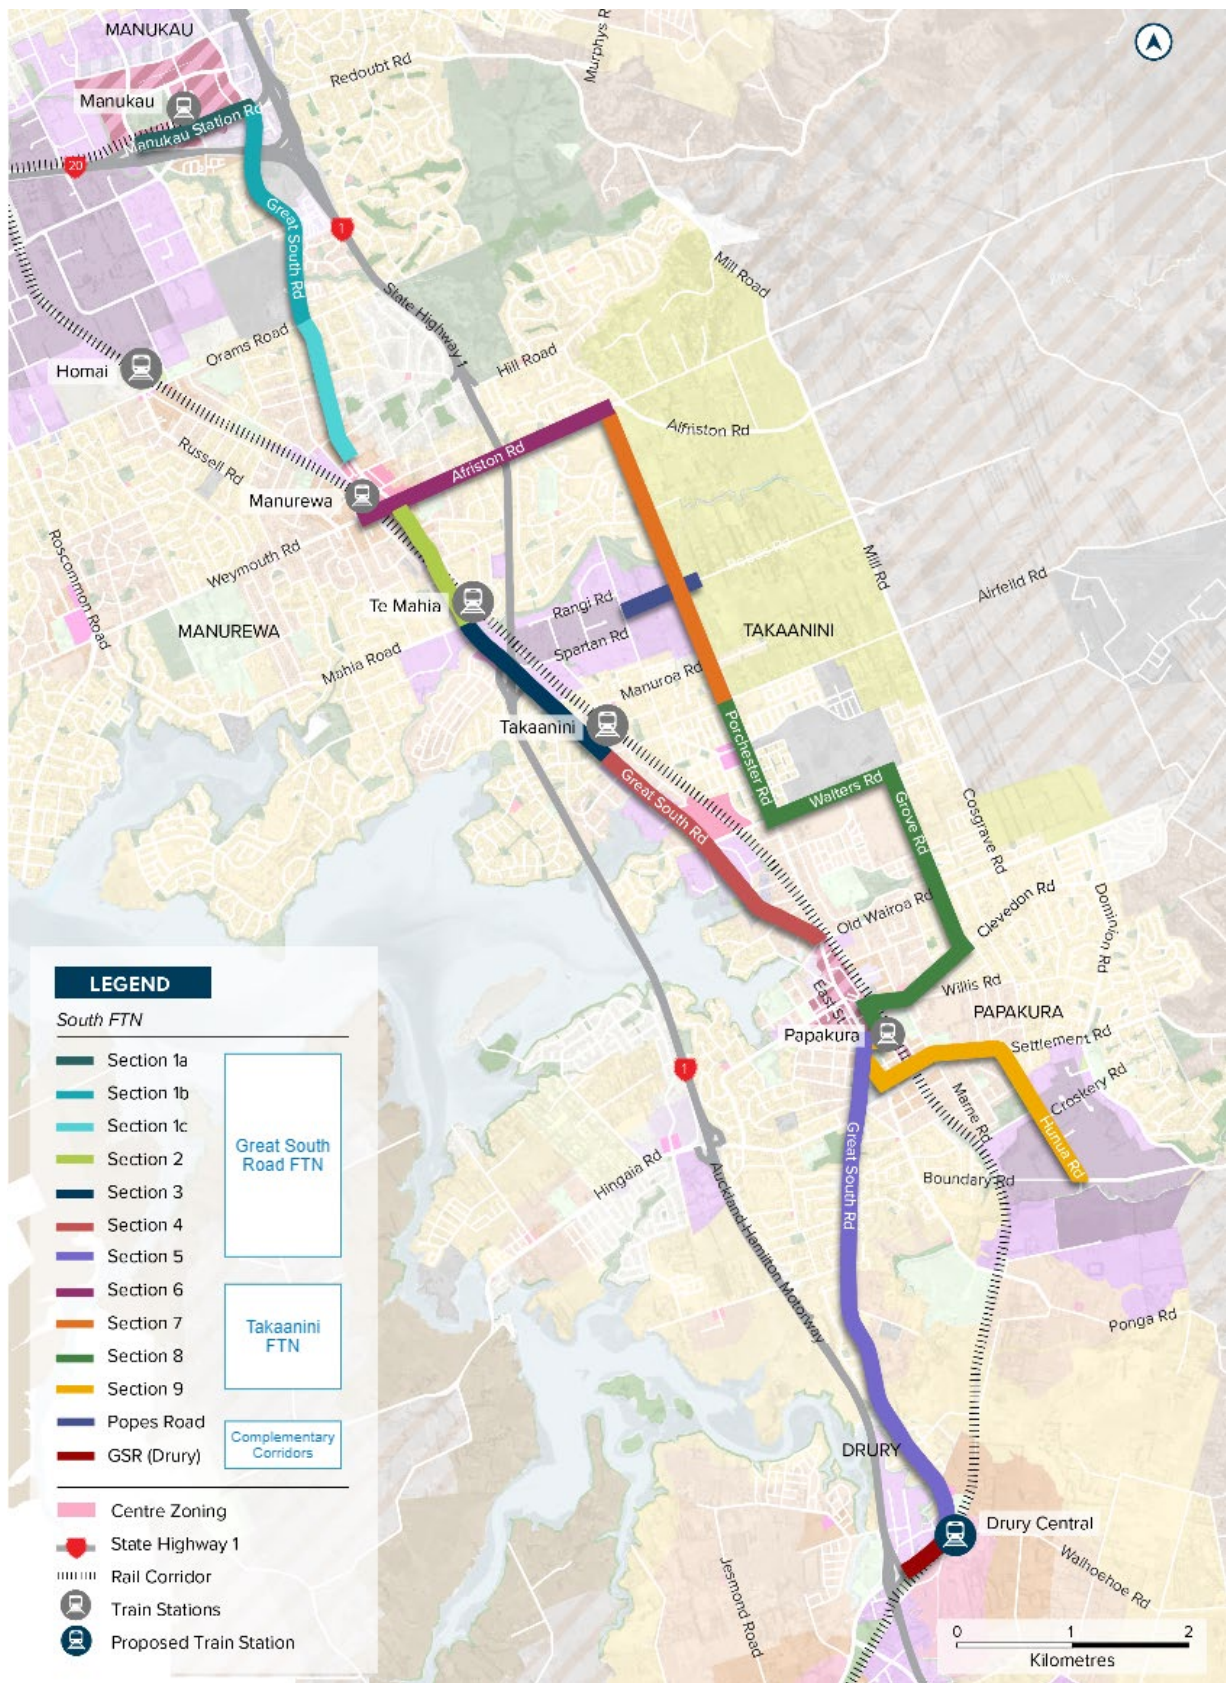 MANUKAU
Redoubt Rd
Murphys R
Manukau
Manukau Station Rd
20
Great South Rd
1
Mill Road
State Highway 1
Orams Road
Hill Road
Homai
Alfriston Rd
Afriston Rd
Russell Rd
Manurewa
Roscommon Road
Weymouth Rd
Mill Rd
Airfeild Rd
Te Mahia
Rangi Rd
MANUREWA
TAKAANINI
Spartan Rd
Mahia Road
Manuroa Rd
Takaanini
Porchester Rd
Great South Rd
Walters Rd
Grove Rd
Cosgrave Rd
Old Wairoa Rd
Clevedon Rd
Dominion Rd
East St
Willis Rd
PAPAKURA
Papakura
Settlement Rd
1
Marne Rd
Croskery Rd
Hunua Rd
Great South Rd
Hingaia Rd
Boundary Rd
Auckland-Hamilton Motorway
Ponga Rd
DRURY
Drury Central
Jesmond Road
Waihoehoe Rd
LEGEND
South FTN
Section 1a
Section 1b
Section 1c
Section 2
Section 3
Section 4
Section 5
Great South
Road FTN
Section 6
Section 7
Section 8
Section 9
Takaanini
FTN
Popes Road
GSR (Drury)
Complementary
Corridors
Centre Zoning
State Highway 1
Rail Corridor
Train Stations
Proposed Train Station
0 1 2
Kilometres